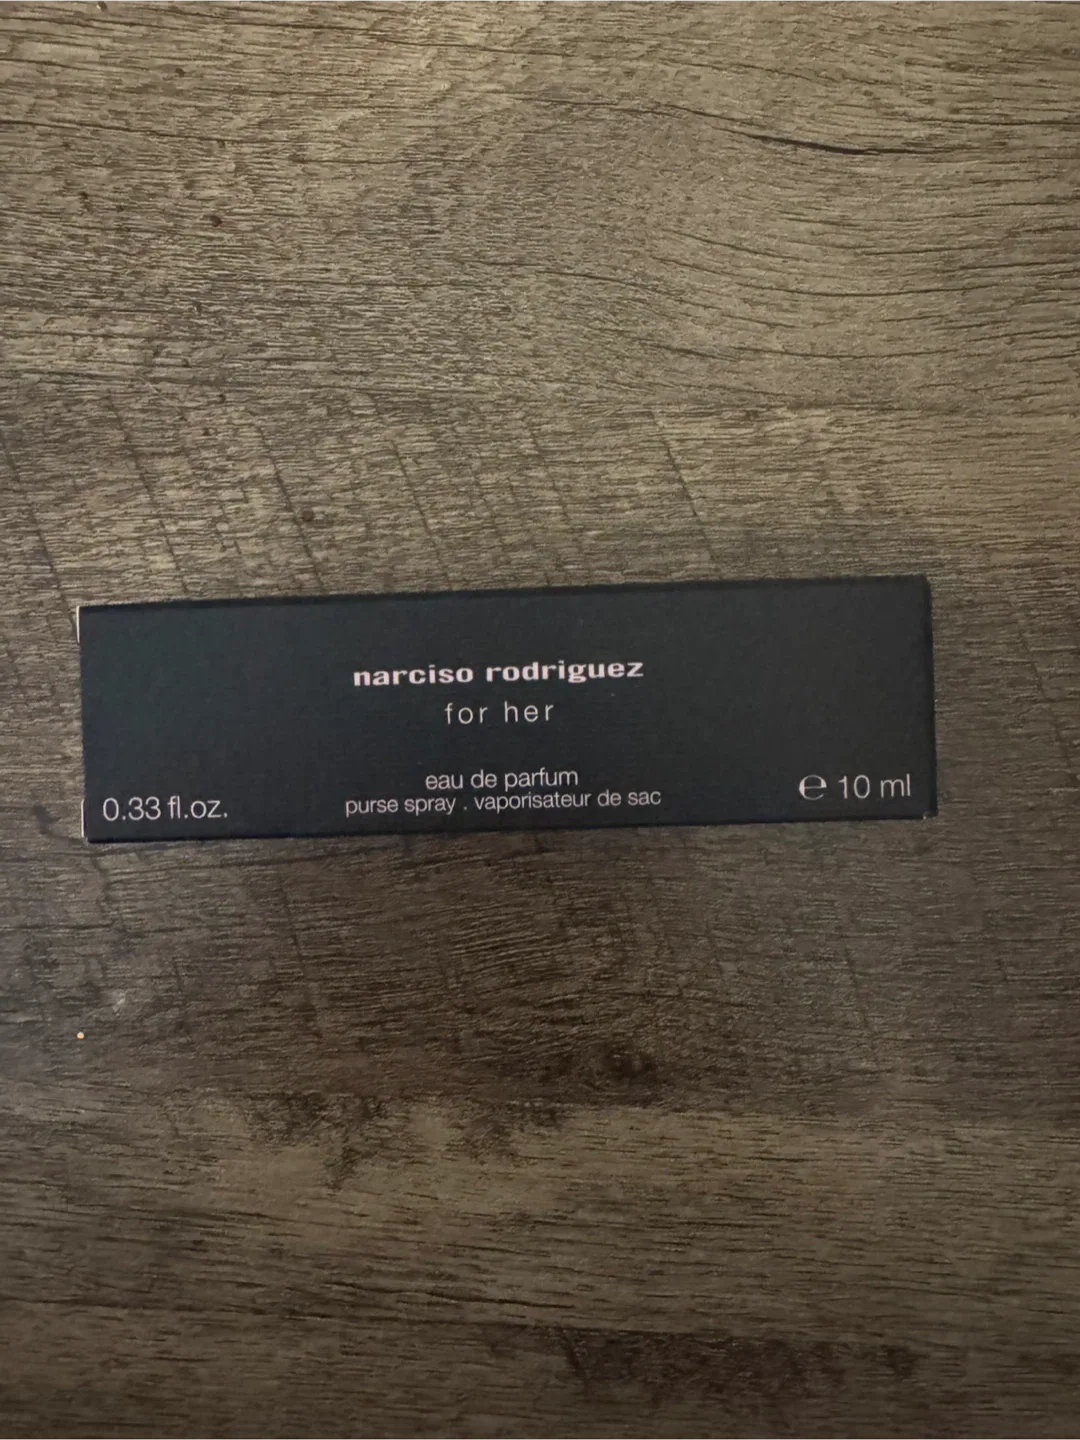 narciso rodriguez
for her
eau de parfum
purse spray . vaporisateur de sac
0.33 fl.oz.
℮ 10 ml